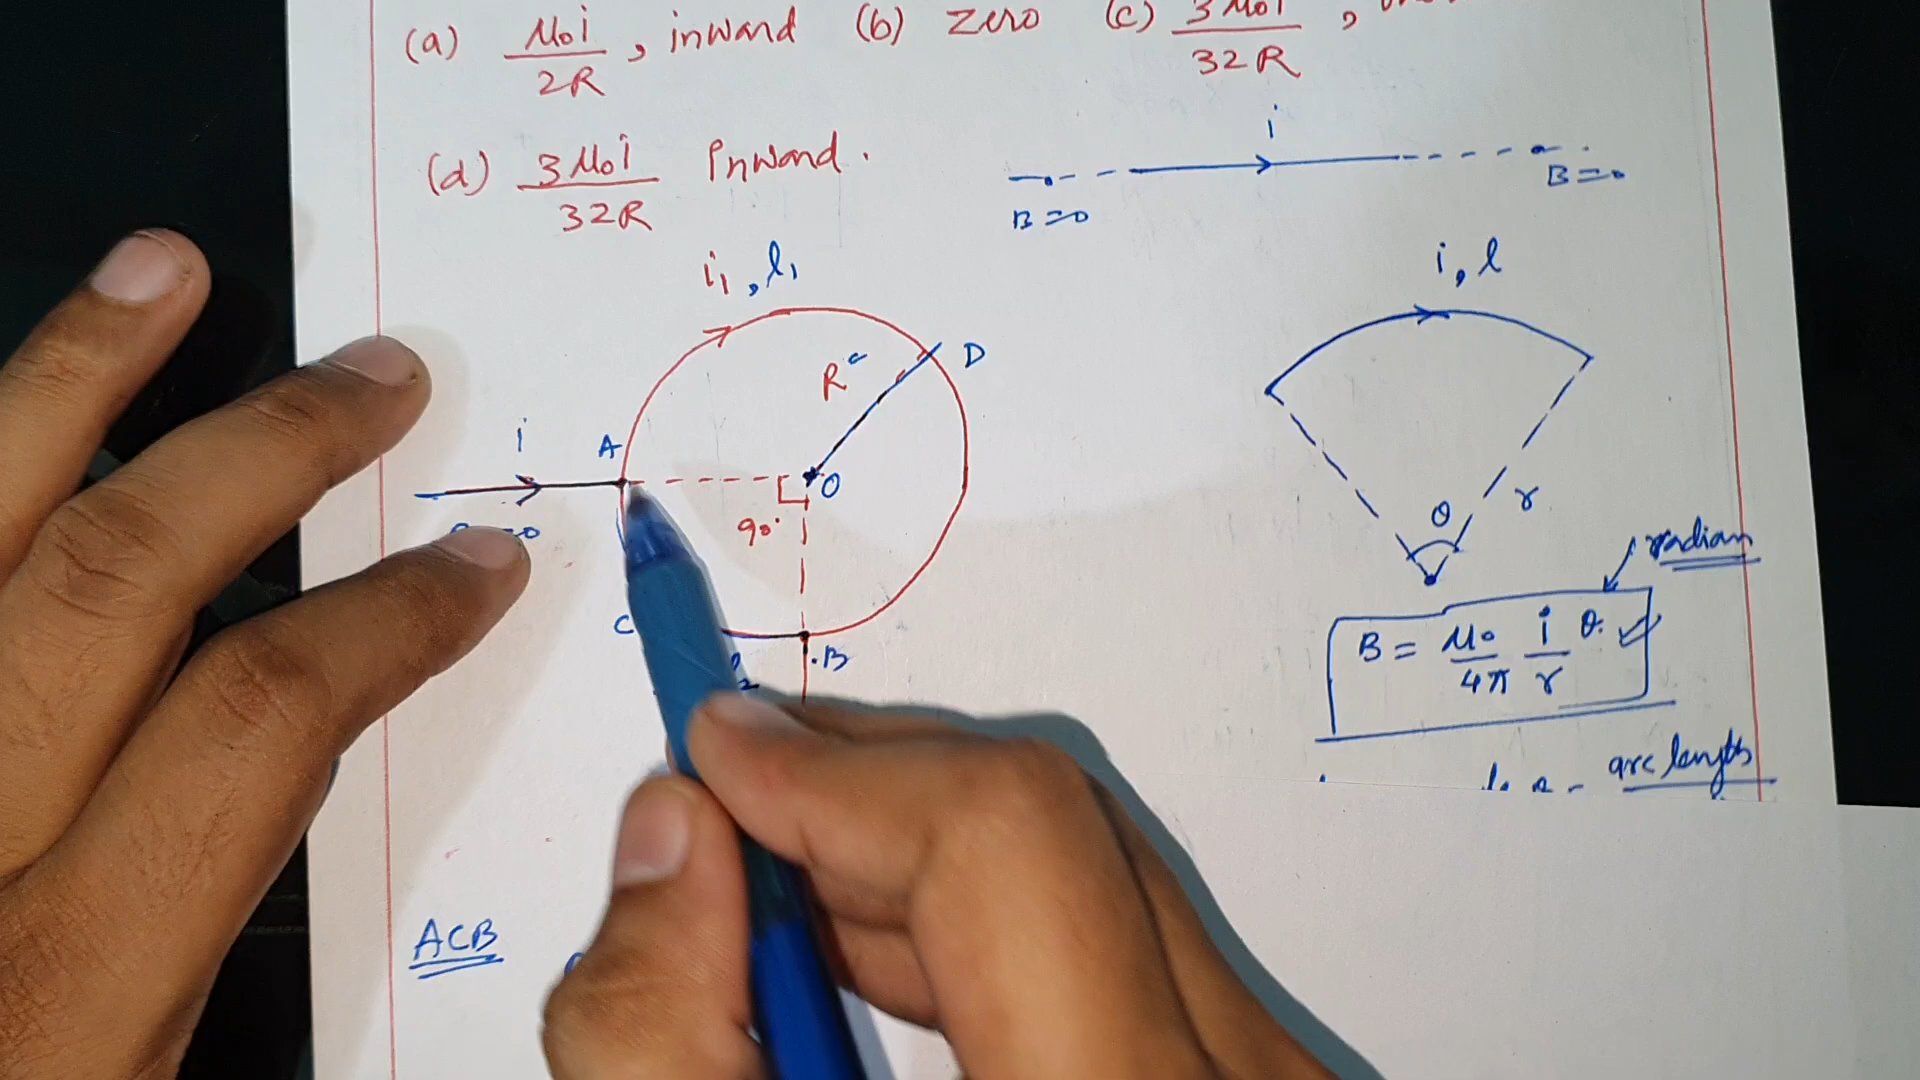 (a) μ₀i/2R, inward (b) Zero (c) 3μ₀i/32R,
(d) 3μ₀i/32R Inward.
i
B=0
B=0
i₁, l₁
i, l
R
D
i
A
O
90°
θ
r
radian
C
B
2
B = μ₀/4π i/r θ.
arc length
ACB